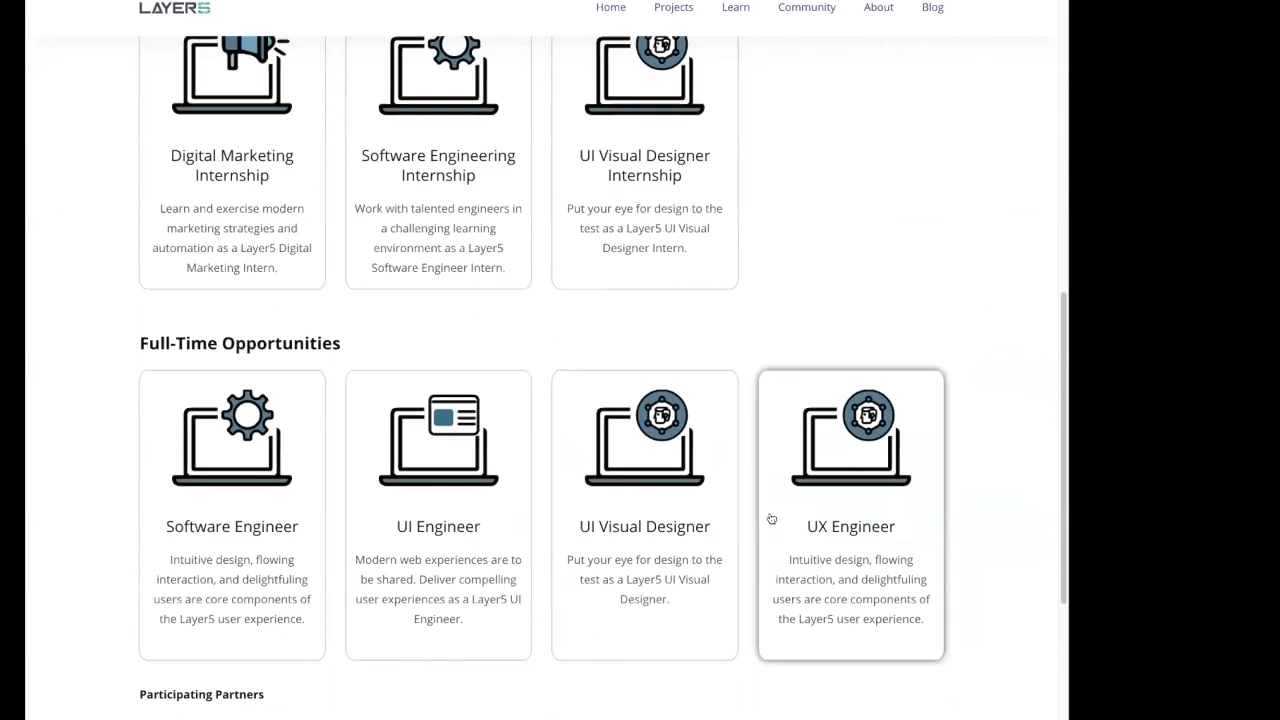 LAYER5
Home Projects Learn Community About Blog
Digital Marketing
Internship
Learn and exercise modern
marketing strategies and
automation as a Layer5 Digital
Marketing Intern.
Software Engineering
Internship
Work with talented engineers in
a challenging learning
environment as a Layer5
Software Engineer Intern.
UI Visual Designer
Internship
Put your eye for design to the
test as a Layer5 UI Visual
Designer Intern.
Full-Time Opportunities
Software Engineer
Intuitive design, flowing
interaction, and delightfuling
users are core components of
the Layer5 user experience.
UI Engineer
Modern web experiences are to
be shared. Deliver compelling
user experiences as a Layer5 UI
Engineer.
UI Visual Designer
Put your eye for design to the
test as a Layer5 UI Visual
Designer.
UX Engineer
Intuitive design, flowing
interaction, and delightfuling
users are core components of
the Layer5 user experience.
Participating Partners